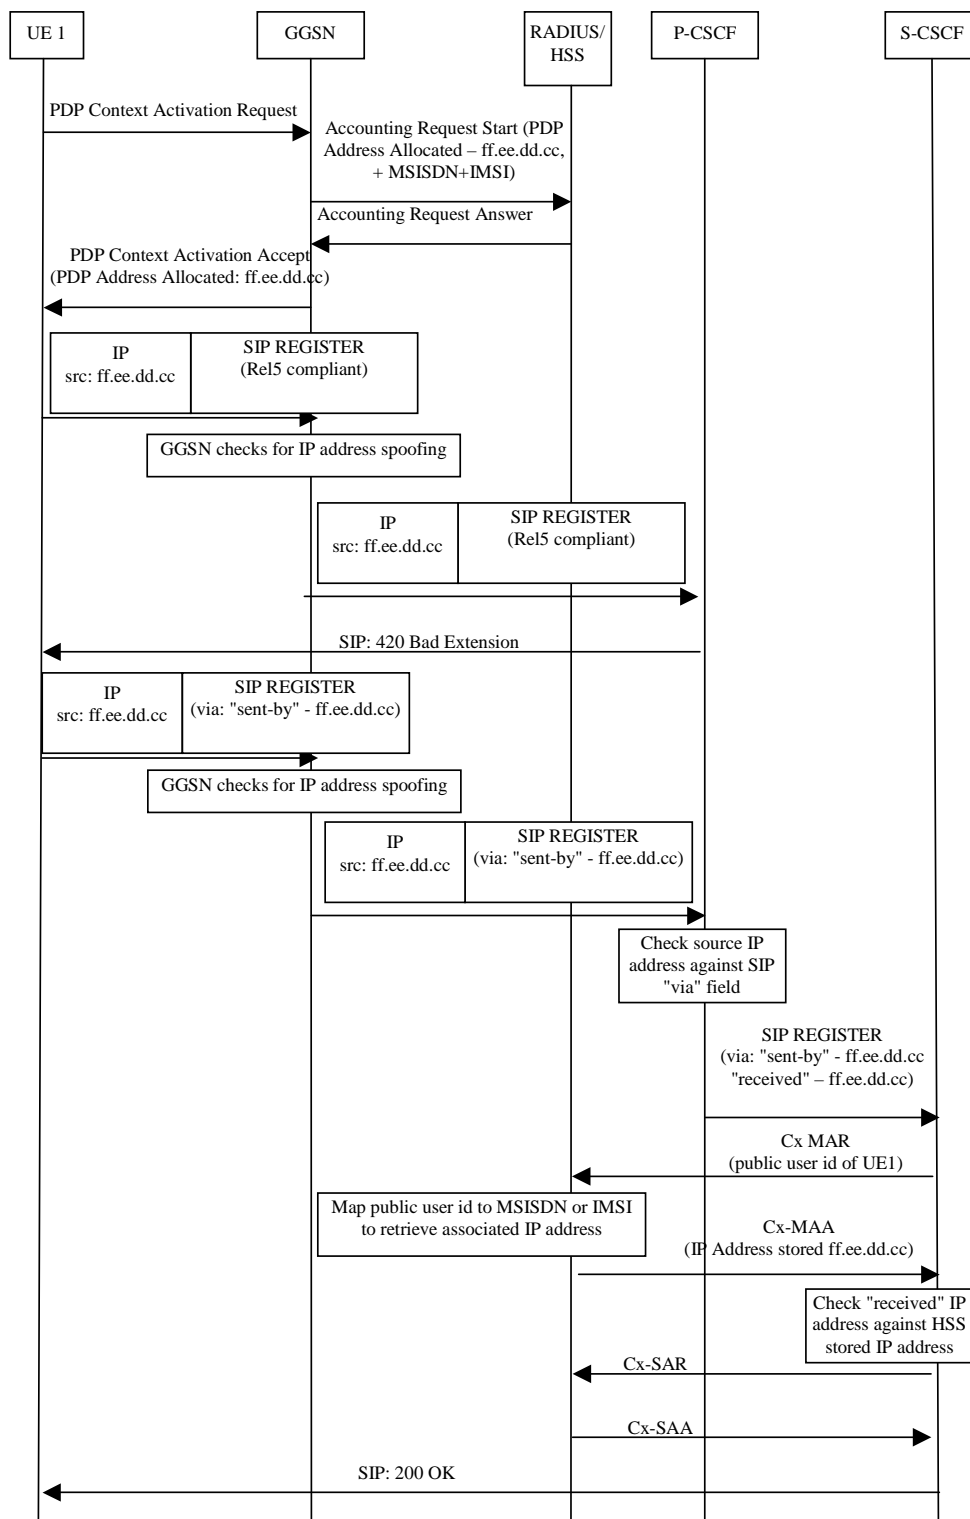 UE 1
GGSN
RADIUS/
HSS
P-CSCF
S-CSCF
PDP Context Activation Request
Accounting Request Start (PDP
Address Allocated – ff.ee.dd.cc,
+ MSISDN+IMSI)
Accounting Request Answer
PDP Context Activation Accept
(PDP Address Allocated: ff.ee.dd.cc)
IP
src: ff.ee.dd.cc
SIP REGISTER
(Rel5 compliant)
GGSN checks for IP address spoofing
IP
src: ff.ee.dd.cc
SIP REGISTER
(Rel5 compliant)
SIP: 420 Bad Extension
IP
src: ff.ee.dd.cc
SIP REGISTER
(via: "sent-by" - ff.ee.dd.cc)
GGSN checks for IP address spoofing
IP
src: ff.ee.dd.cc
SIP REGISTER
(via: "sent-by" - ff.ee.dd.cc)
Check source IP
address against SIP
"via" field
SIP REGISTER
(via: "sent-by" - ff.ee.dd.cc
"received" – ff.ee.dd.cc)
Cx MAR
(public user id of UE1)
Map public user id to MSISDN or IMSI
to retrieve associated IP address
Cx-MAA
(IP Address stored ff.ee.dd.cc)
Check "received" IP
address against HSS
stored IP address
Cx-SAR
Cx-SAA
SIP: 200 OK